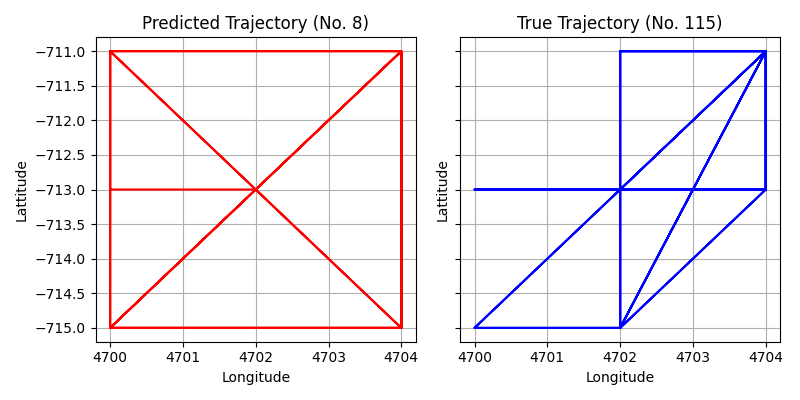 Predicted Trajectory (No. 8)
True Trajectory (No. 115)
−711.0
−711.5
−712.0
−712.5
−713.0
−713.5
−714.0
−714.5
−715.0
Lattitude
Lattitude
4700 4701 4702 4703 4704
4700 4701 4702 4703 4704
Longitude
Longitude